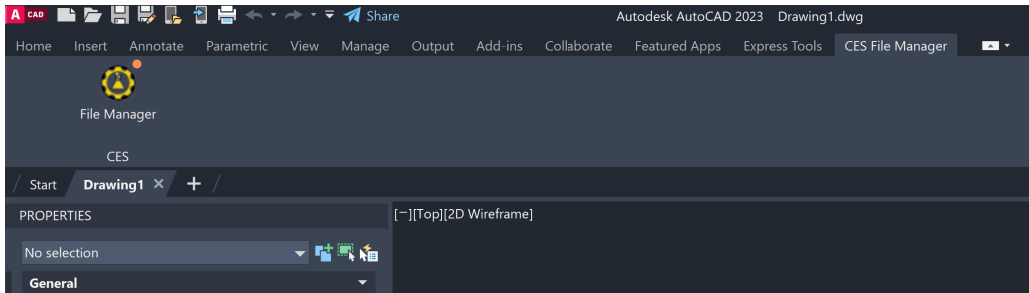 A CAD Share Autodesk AutoCAD 2023 Drawing1.dwg
Home Insert Annotate Parametric View Manage Output Add-ins Collaborate Featured Apps Express Tools CES File Manager
File Manager
CES
Start Drawing1
PROPERTIES
[−][Top][2D Wireframe]
No selection
General